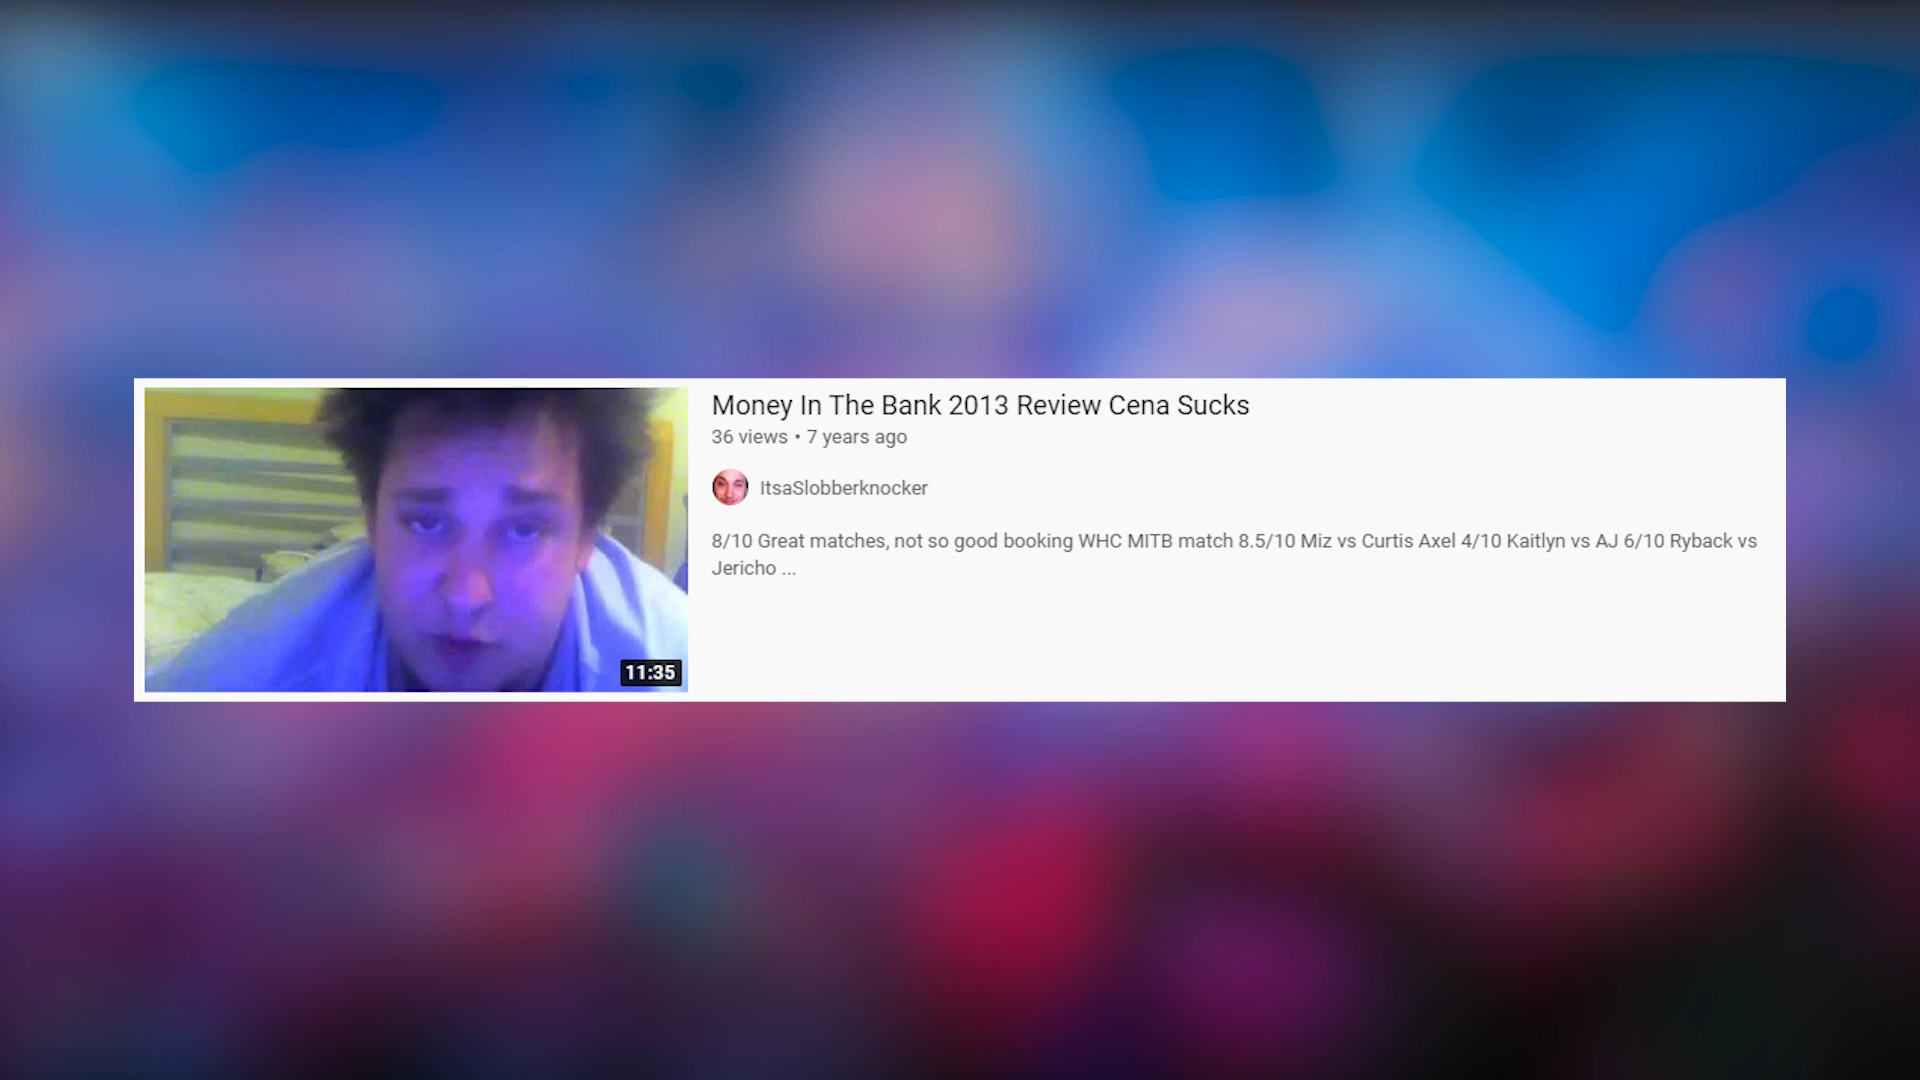 Money In The Bank 2013 Review Cena Sucks
36 views • 7 years ago
ItsaSlobberknocker
8/10 Great matches, not so good booking WHC MITB match 8.5/10 Miz vs Curtis Axel 4/10 Kaitlyn vs AJ 6/10 Ryback vs
Jericho ...
11:35